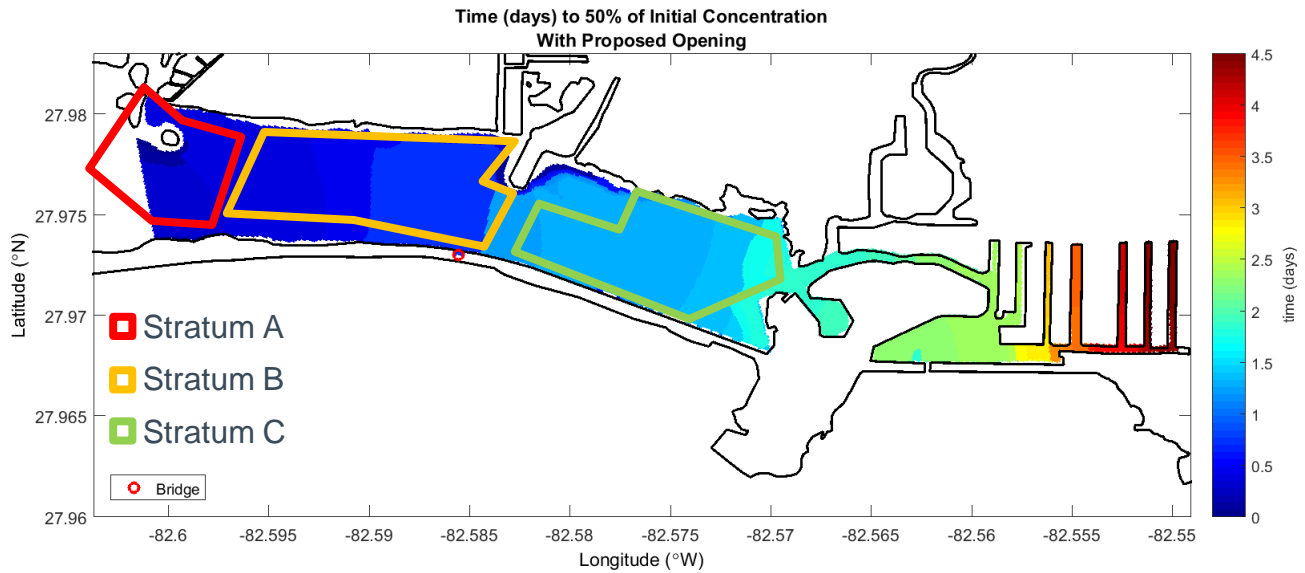 Time (days) to 50% of Initial Concentration
With Proposed Opening
27.98
27.975
27.97
27.965
27.96
Latitude (°N)
Stratum A
Stratum B
Stratum C
Bridge
-82.6
-82.595
-82.59
-82.585
-82.58
-82.575
-82.57
-82.565
-82.56
-82.555
-82.55
Longitude (°W)
4.5
4
3.5
3
2.5
2
1.5
1
0.5
0
time (days)